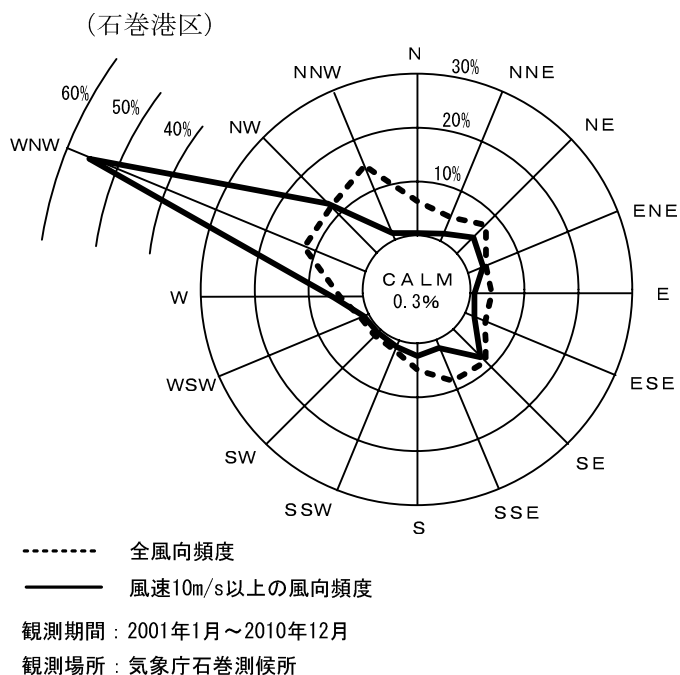 （石巻港区）
N
30%
NNW
NNE
60%
50%
20%
NW
NE
40%
WNW
10%
ENE
CALM
0.3%
W
E
WSW
ESE
SW
SE
SSW
SSE
S
全風向頻度
風速10m/s以上の風向頻度
観測期間：2001年1月～2010年12月
観測場所：気象庁石巻測候所